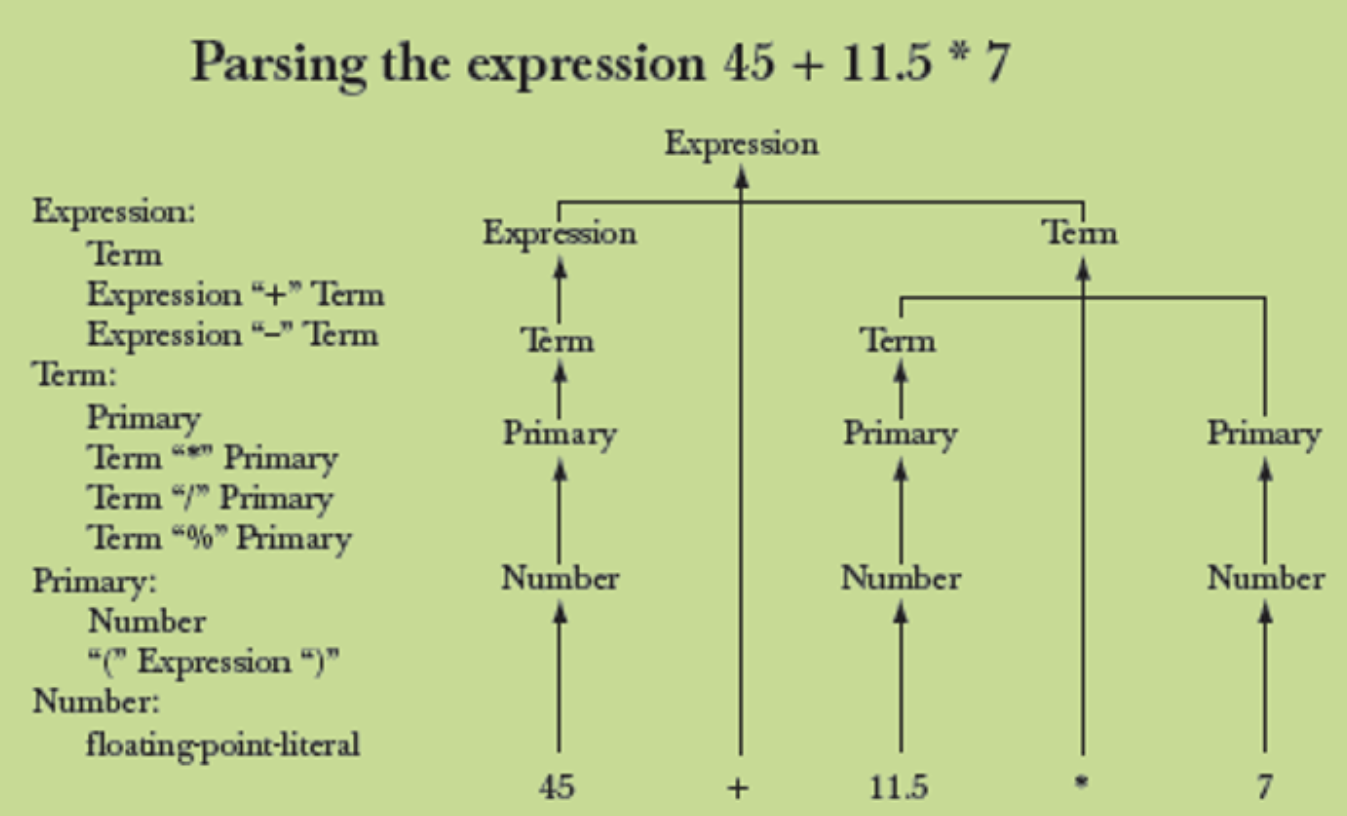 Parsing the expression 45 + 11.5 * 7
Expression:
Term
Expression “+” Term
Expression “–” Term
Term:
Primary
Term “*” Primary
Term “/” Primary
Term “%” Primary
Primary:
Number
“(” Expression “)”
Number:
floating-point-literal
Expression
Expression Term
Term Term
Primary Primary Primary
Number Number Number
45 + 11.5 * 7